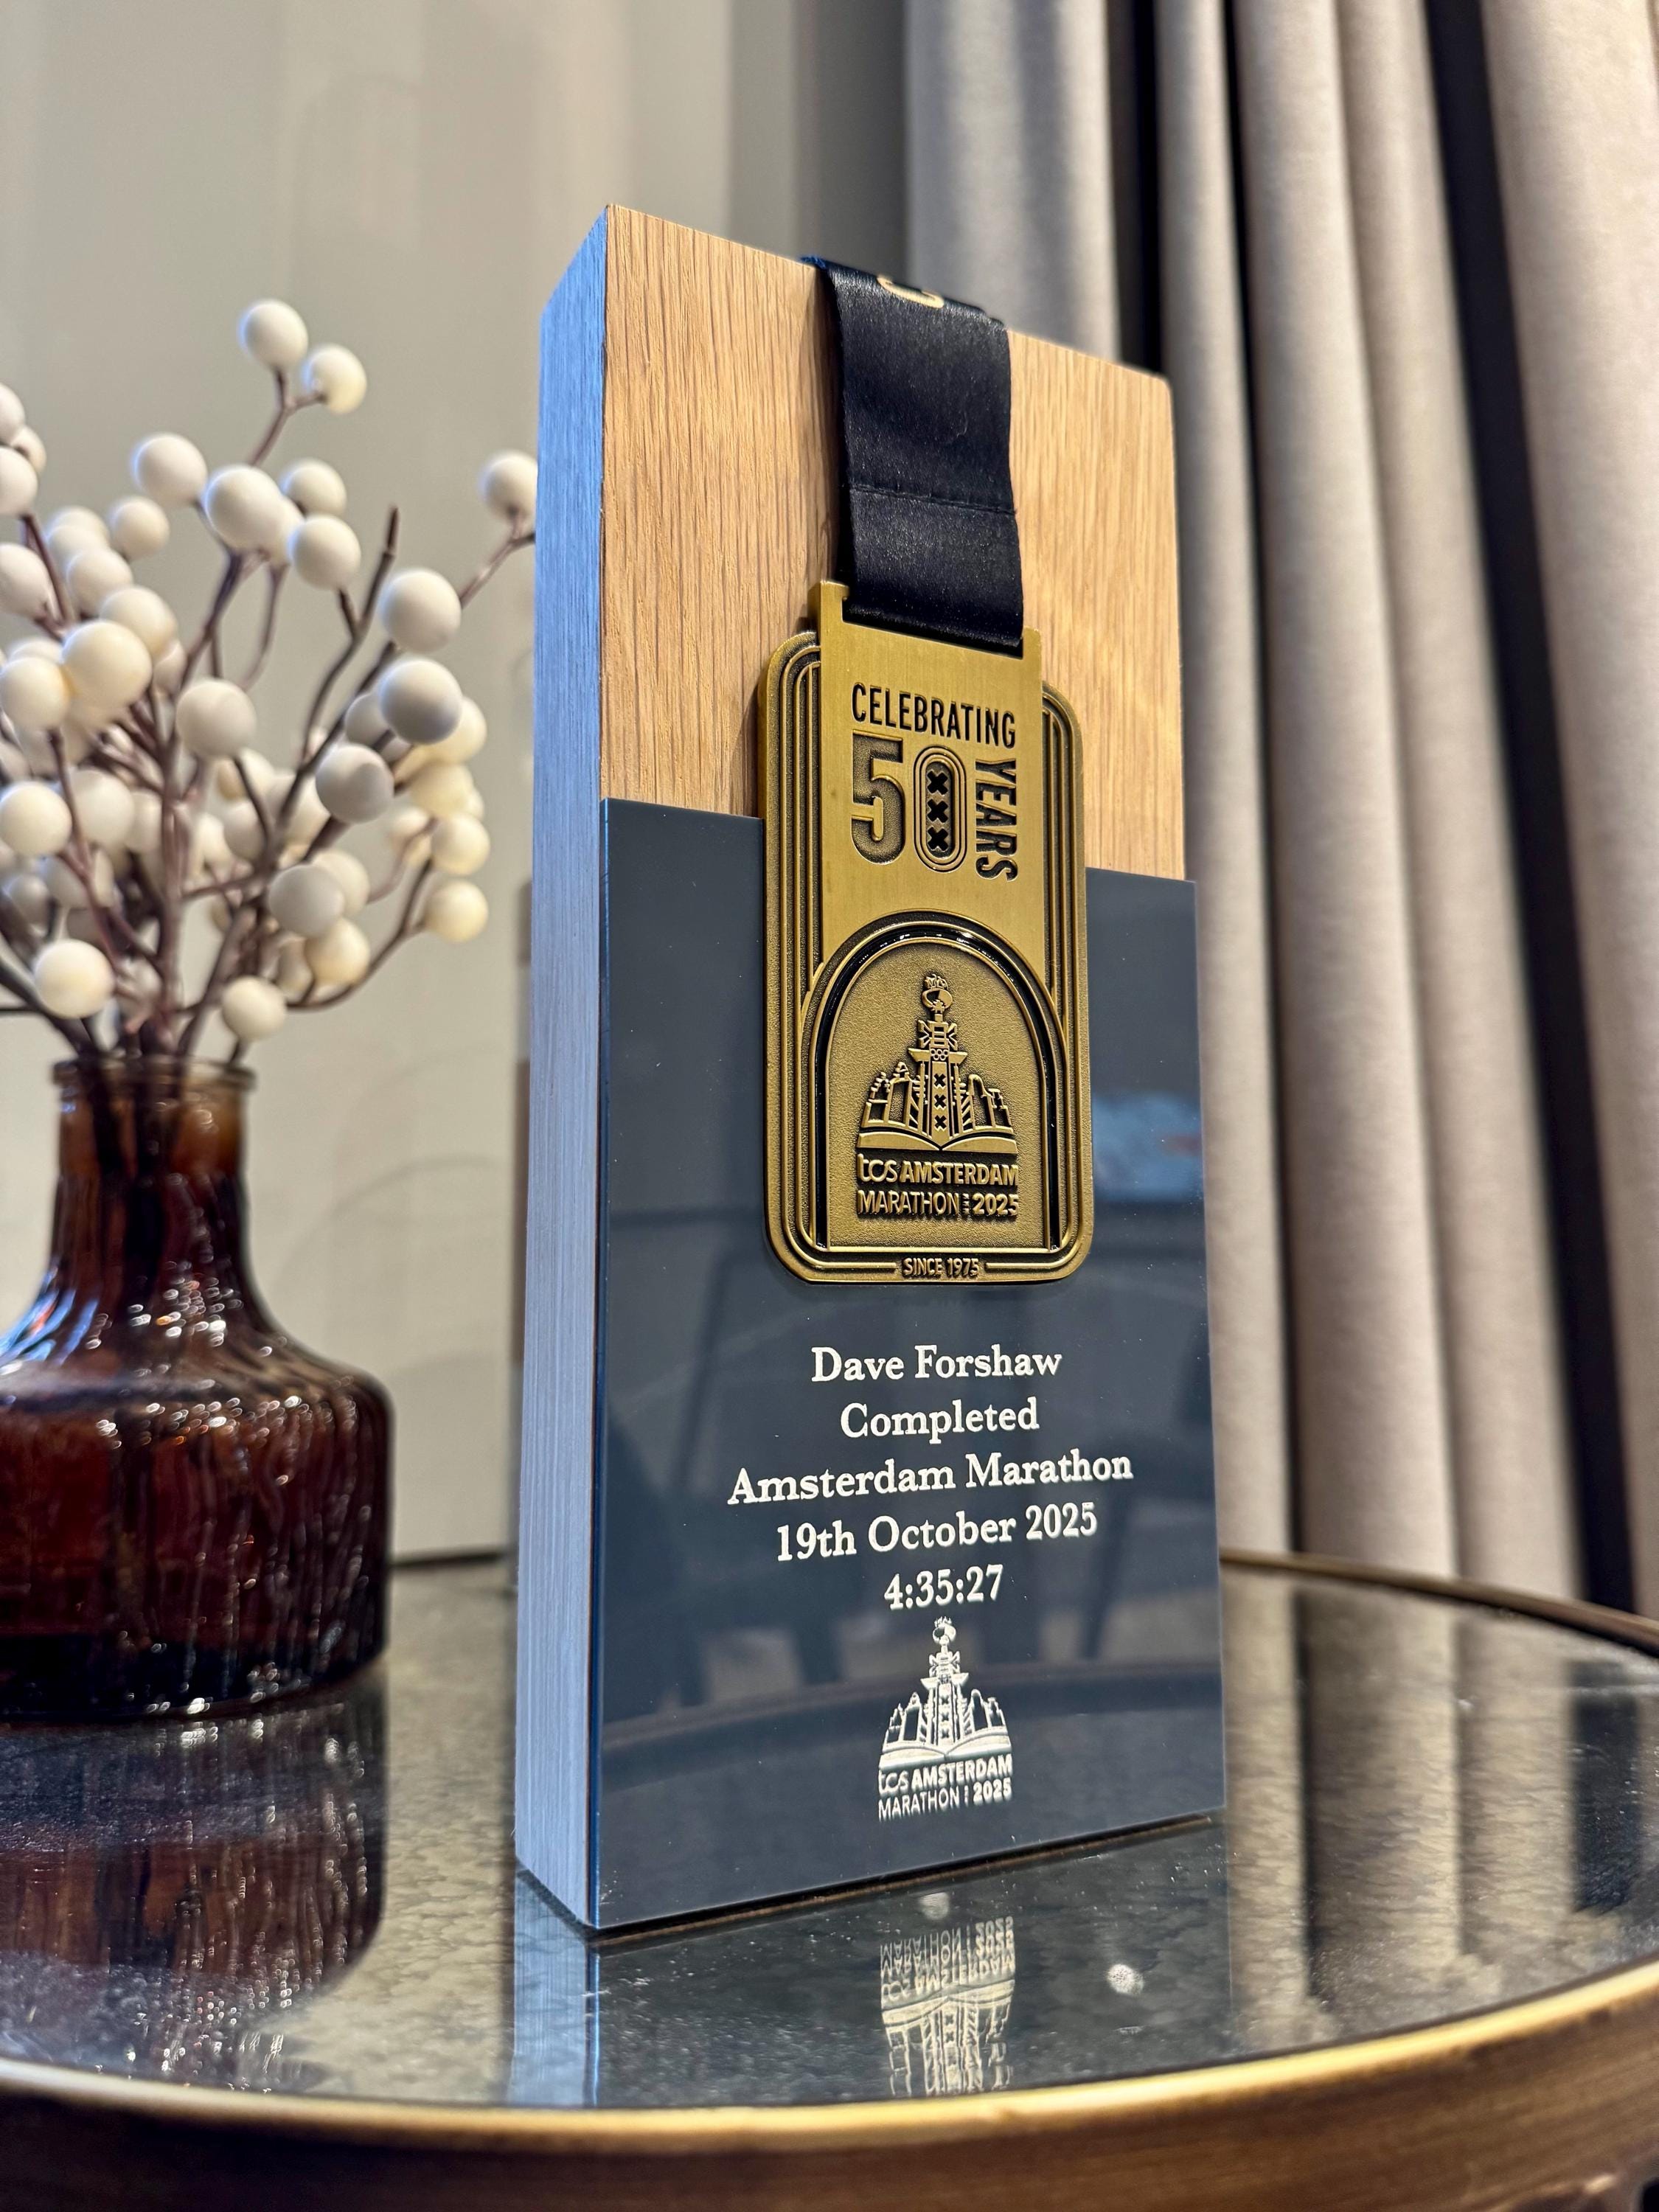 CELEBRATING
50 YEARS
tcs AMSTERDAM
MARATHON 2025
SINCE 1975
Dave Forshaw
Completed
Amsterdam Marathon
19th October 2025
4:35:27
tcs AMSTERDAM
MARATHON 2025